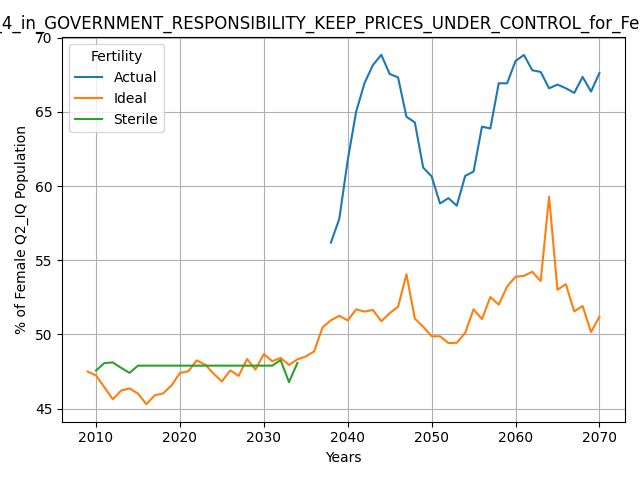 _4_in_GOVERNMENT_RESPONSIBILITY_KEEP_PRICES_UNDER_CONTROL_for_Fe
70
65
60
55
50
45
% of Female Q2_IQ Population
Fertility
Actual
Ideal
Sterile
2010 2020 2030 2040 2050 2060 2070
Years